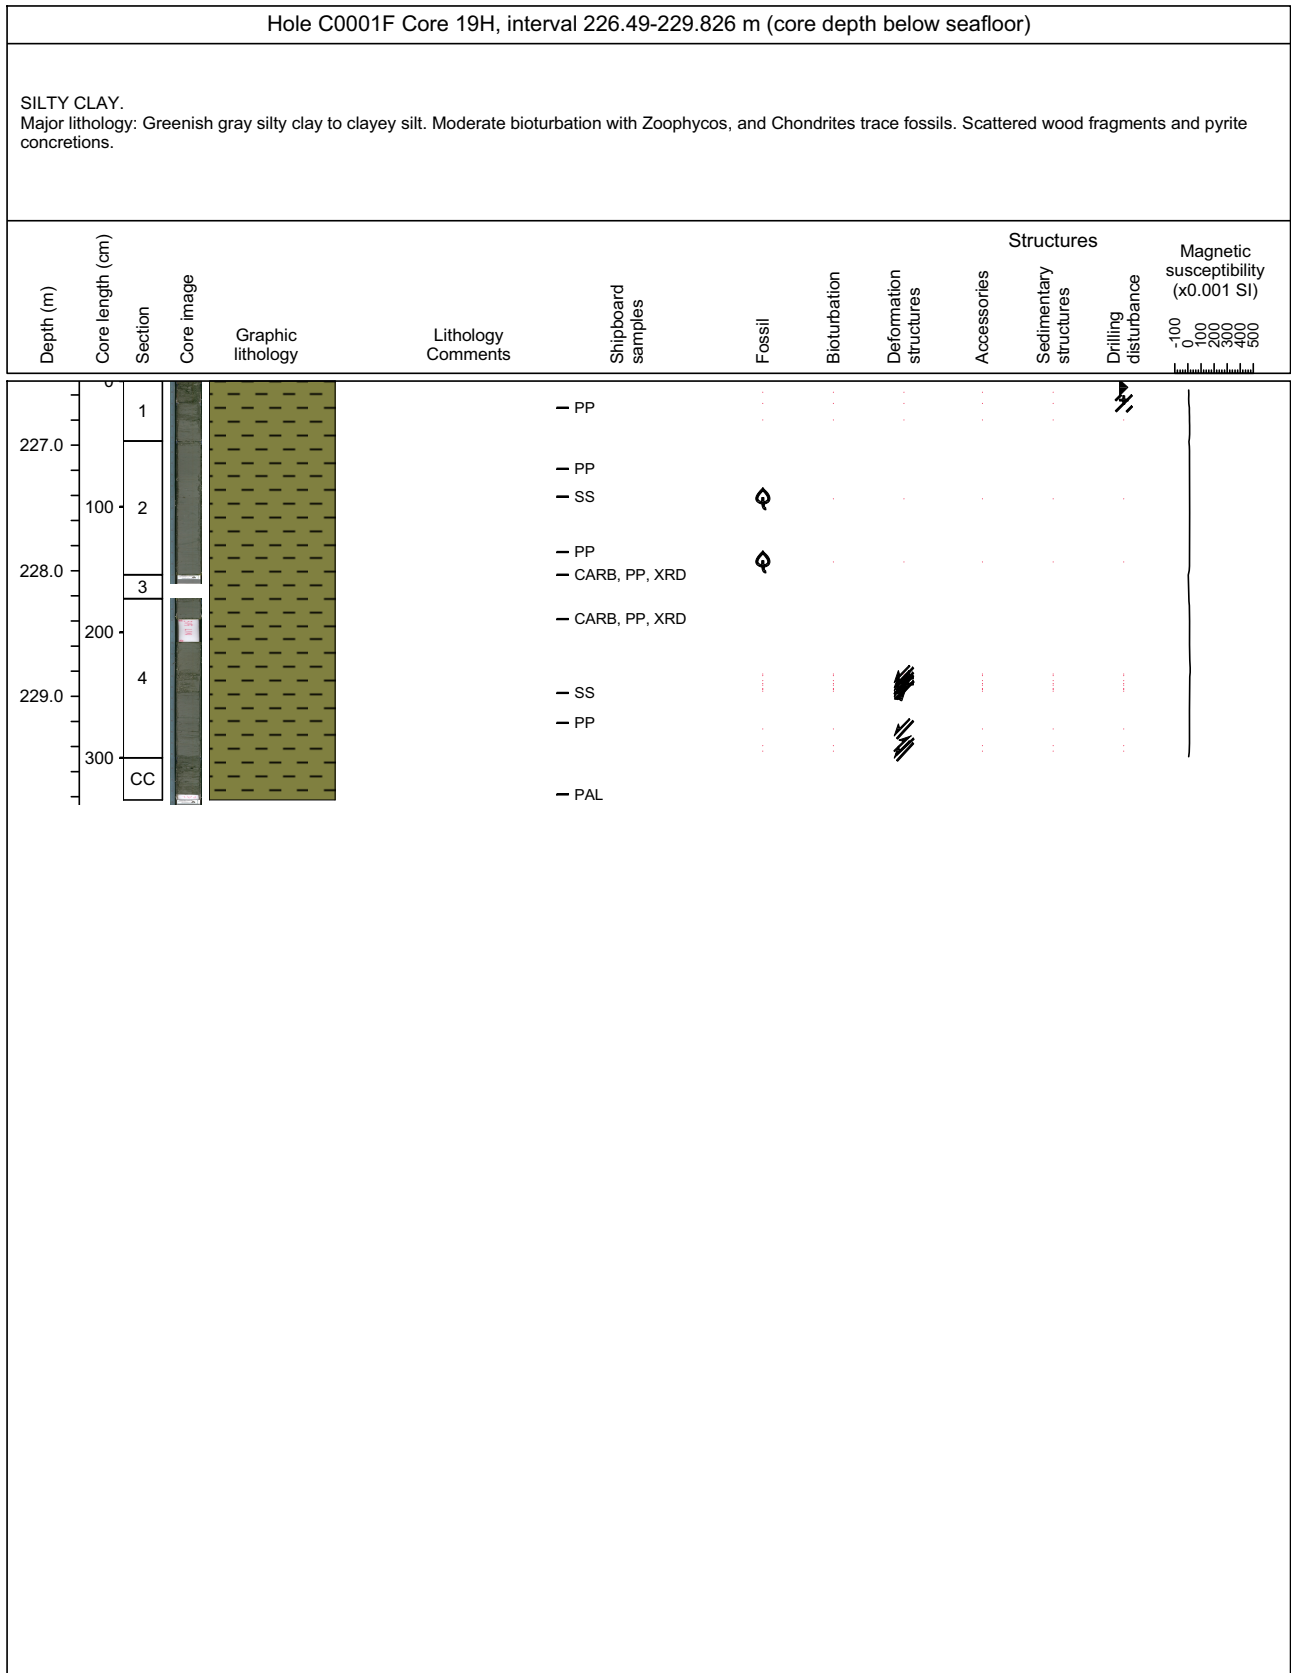 Hole C0001F Core 19H, interval 226.49-229.826 m (core depth below seafloor)
SILTY CLAY.
Major lithology: Greenish gray silty clay to clayey silt. Moderate bioturbation with Zoophycos, and Chondrites trace fossils. Scattered wood fragments and pyrite
concretions.
Depth (m)
Core length (cm)
Section
Core image
Graphic
lithology
Lithology
Comments
Shipboard
samples
Fossil
Bioturbation
Deformation
structures
Structures
Accessories
Sedimentary
structures
Drilling
disturbance
Magnetic
susceptibility
(x0.001 SI)
-100
0
100
200
300
400
500
0
1
PP
227.0
PP
100
2
SS
PP
228.0
3
CARB, PP, XRD
200
CARB, PP, XRD
4
229.0
SS
PP
300
CC
PAL